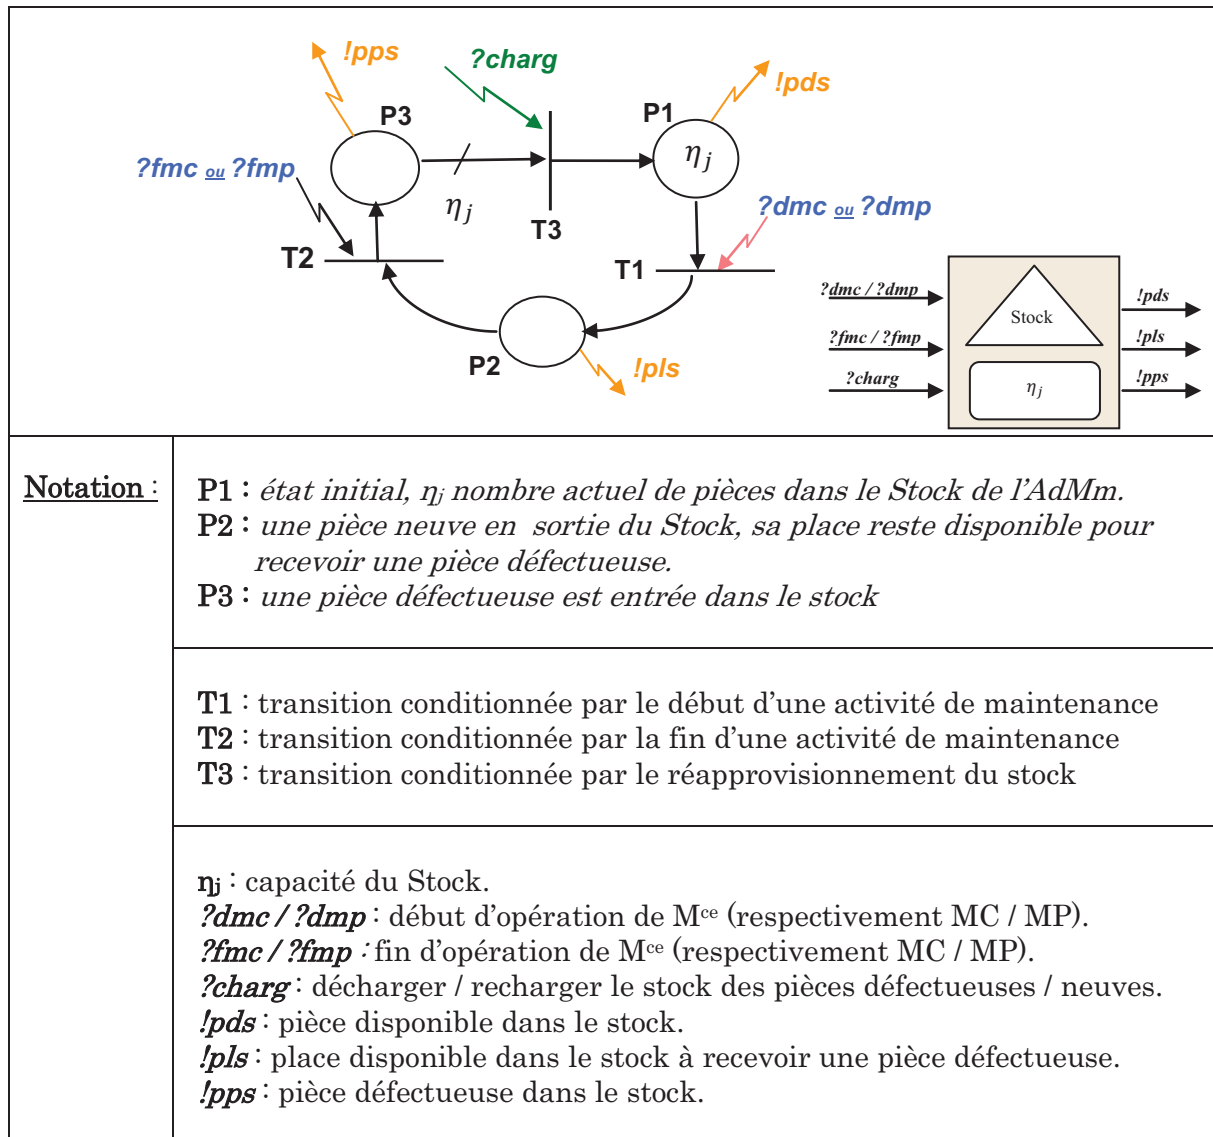 !pps
?charg
P3
P1
!pds
?fmc ou ?fmp
η_j
η_j
T3
?dmc ou ?dmp
T2
T1
P2
!pls
?dmc / ?dmp
?fmc / ?fmp
?charg
Stock
η_j
!pds
!pls
!pps
Notation :
P1 : état initial, ηj nombre actuel de pièces dans le Stock de l’AdMm.
P2 : une pièce neuve en sortie du Stock, sa place reste disponible pour
recevoir une pièce défectueuse.
P3 : une pièce défectueuse est entrée dans le stock
T1 : transition conditionnée par le début d’une activité de maintenance
T2 : transition conditionnée par la fin d’une activité de maintenance
T3 : transition conditionnée par le réapprovisionnement du stock
ηj : capacité du Stock.
?dmc / ?dmp : début d’opération de Mce (respectivement MC / MP).
?fmc / ?fmp : fin d’opération de Mce (respectivement MC / MP).
?charg : décharger / recharger le stock des pièces défectueuses / neuves.
!pds : pièce disponible dans le stock.
!pls : place disponible dans le stock à recevoir une pièce défectueuse.
!pps : pièce défectueuse dans le stock.